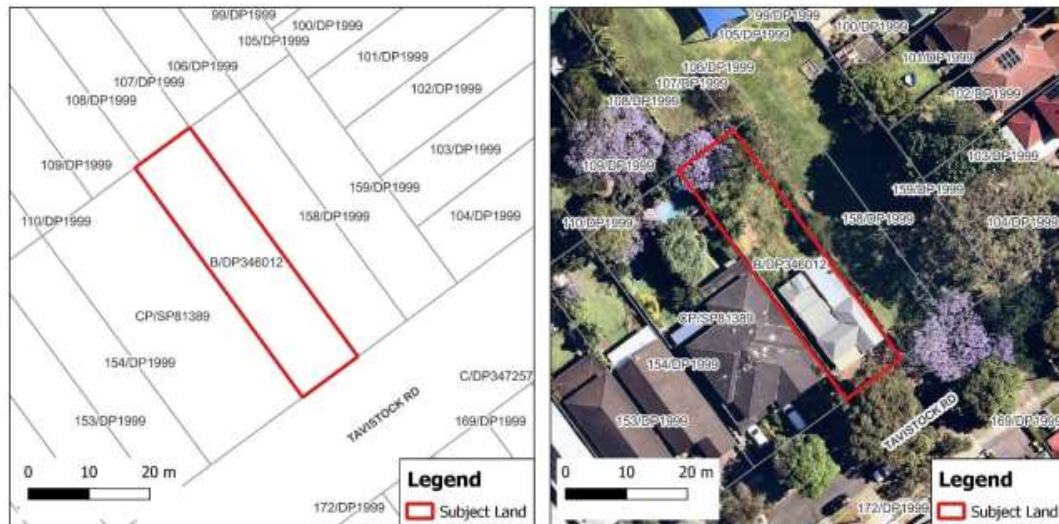 99/DP1999
100/DP1999
105/DP1999
106/DP1999
101/DP1999
107/DP1999
102/DP1999
108/DP1999
103/DP1999
109/DP1999
159/DP1999
104/DP1999
110/DP1999
158/DP1999
B/DP346012
CP/SP81389
154/DP1999
C/DP347257
153/DP1999
TAVISTOCK RD
169/DP1999
172/DP1999
0 10 20 m
Legend
Subject Land
99/DP1999
105/DP1999
100/DP1999
106/DP1999
101/DP1999
107/DP1999
102/DP1999
108/DP1999
103/DP1999
109/DP1999
159/DP1999
110/DP1999
158/DP1999
104/DP1999
B/DP346012
CP/SP81389
154/DP1999
153/DP1999
TAVISTOCK RD
169/DP1999
172/DP1999
0 10 20 m
Legend
Subject Land